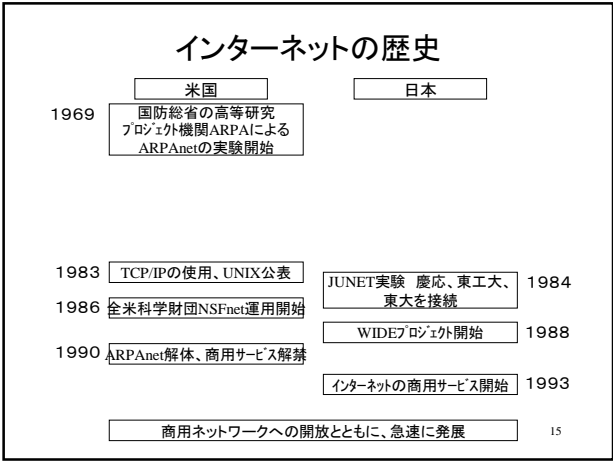 インターネットの歴史
米国
日本
1969
国防総省の高等研究
プロジェクト機関ARPAによる
ARPAnetの実験開始
1983
TCP/IPの使用、UNIX公表
JUNET実験 慶応、東工大、
東大を接続
1984
1986
全米科学財団NSFnet運用開始
WIDEプロジェクト開始
1988
1990
ARPAnet解体、商用サービス解禁
インターネットの商用サービス開始
1993
商用ネットワークへの開放とともに、急速に発展
15